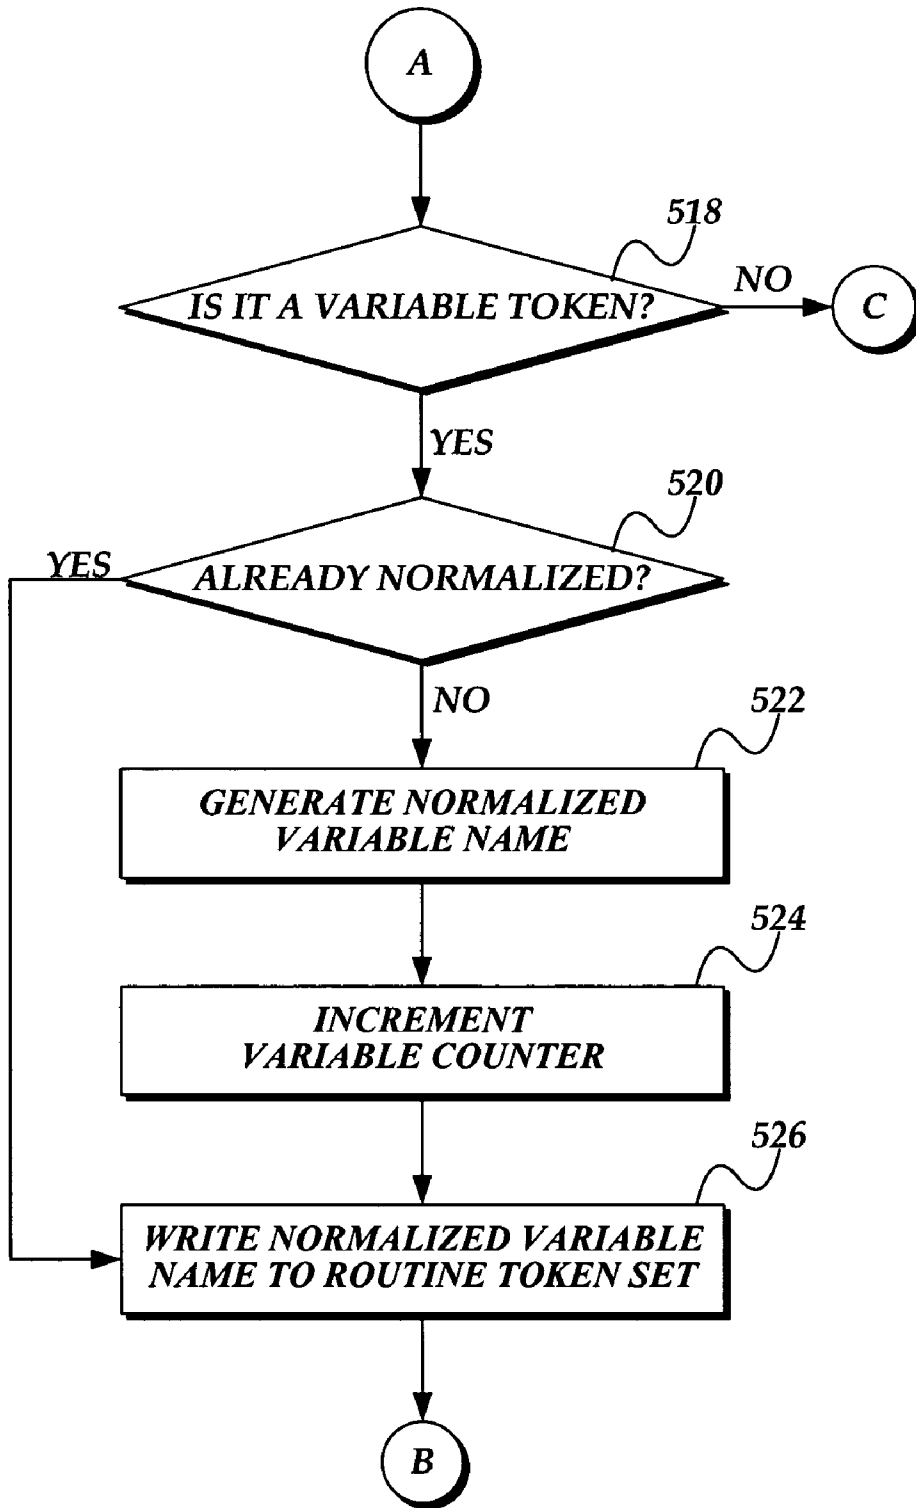 A
518
IS IT A VARIABLE TOKEN?
NO
C
YES
520
YES
ALREADY NORMALIZED?
NO
522
GENERATE NORMALIZED
VARIABLE NAME
524
INCREMENT
VARIABLE COUNTER
526
WRITE NORMALIZED VARIABLE
NAME TO ROUTINE TOKEN SET
B